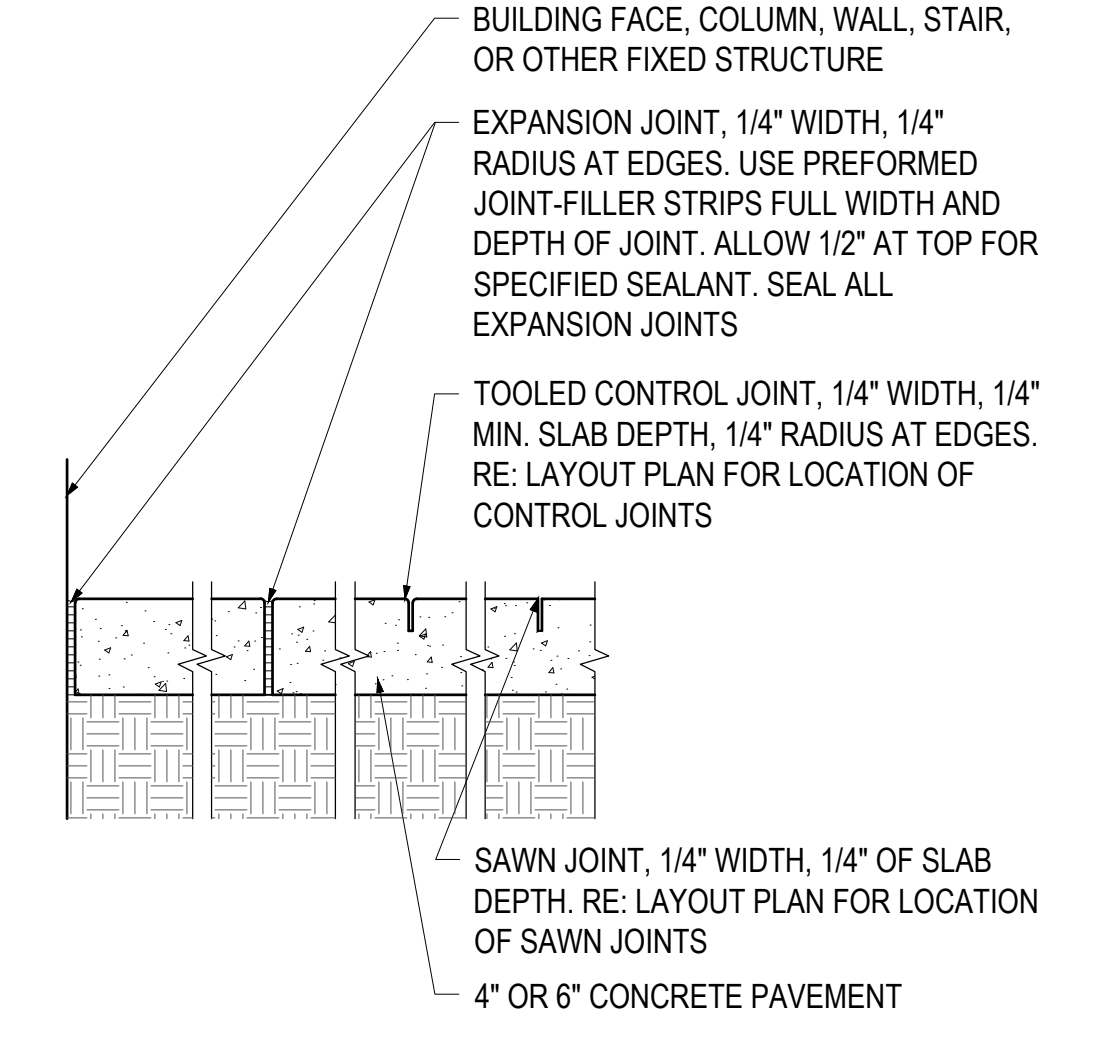 BUILDING FACE, COLUMN, WALL, STAIR,
OR OTHER FIXED STRUCTURE
EXPANSION JOINT, 1/4" WIDTH, 1/4"
RADIUS AT EDGES. USE PREFORMED
JOINT-FILLER STRIPS FULL WIDTH AND
DEPTH OF JOINT. ALLOW 1/2" AT TOP FOR
SPECIFIED SEALANT. SEAL ALL
EXPANSION JOINTS
TOOLED CONTROL JOINT, 1/4" WIDTH, 1/4"
MIN. SLAB DEPTH, 1/4" RADIUS AT EDGES.
RE: LAYOUT PLAN FOR LOCATION OF
CONTROL JOINTS
SAWN JOINT, 1/4" WIDTH, 1/4" OF SLAB
DEPTH. RE: LAYOUT PLAN FOR LOCATION
OF SAWN JOINTS
4" OR 6" CONCRETE PAVEMENT